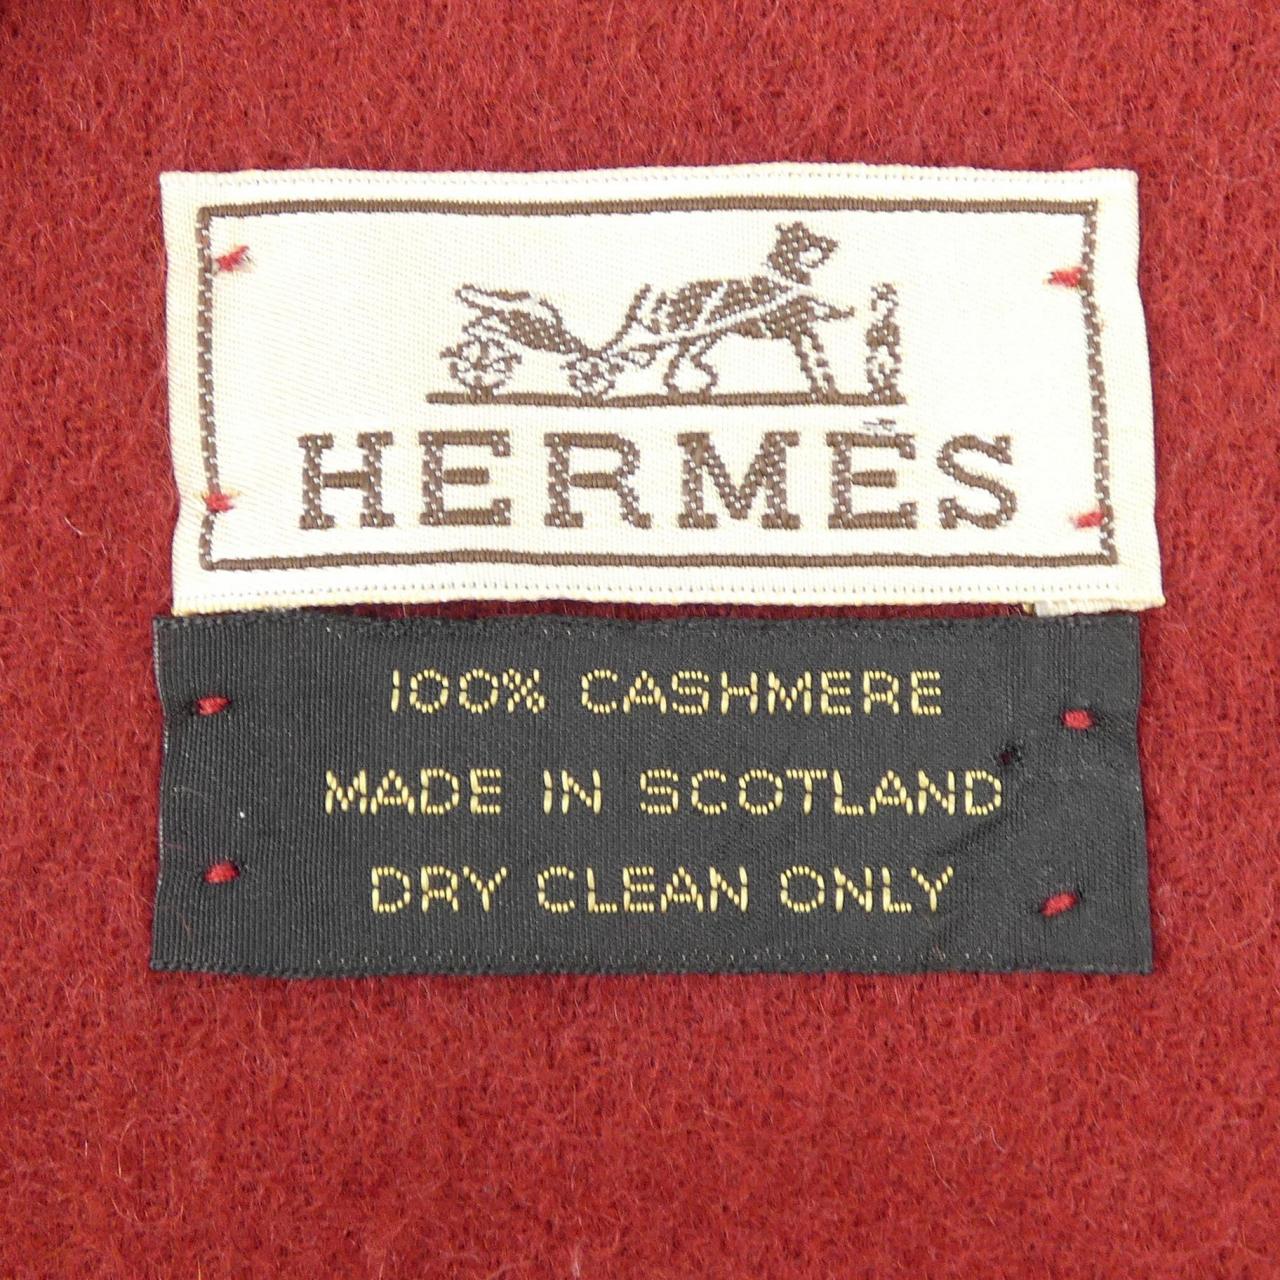 HERMÈS
100% CASHMERE
MADE IN SCOTLAND
DRY CLEAN ONLY